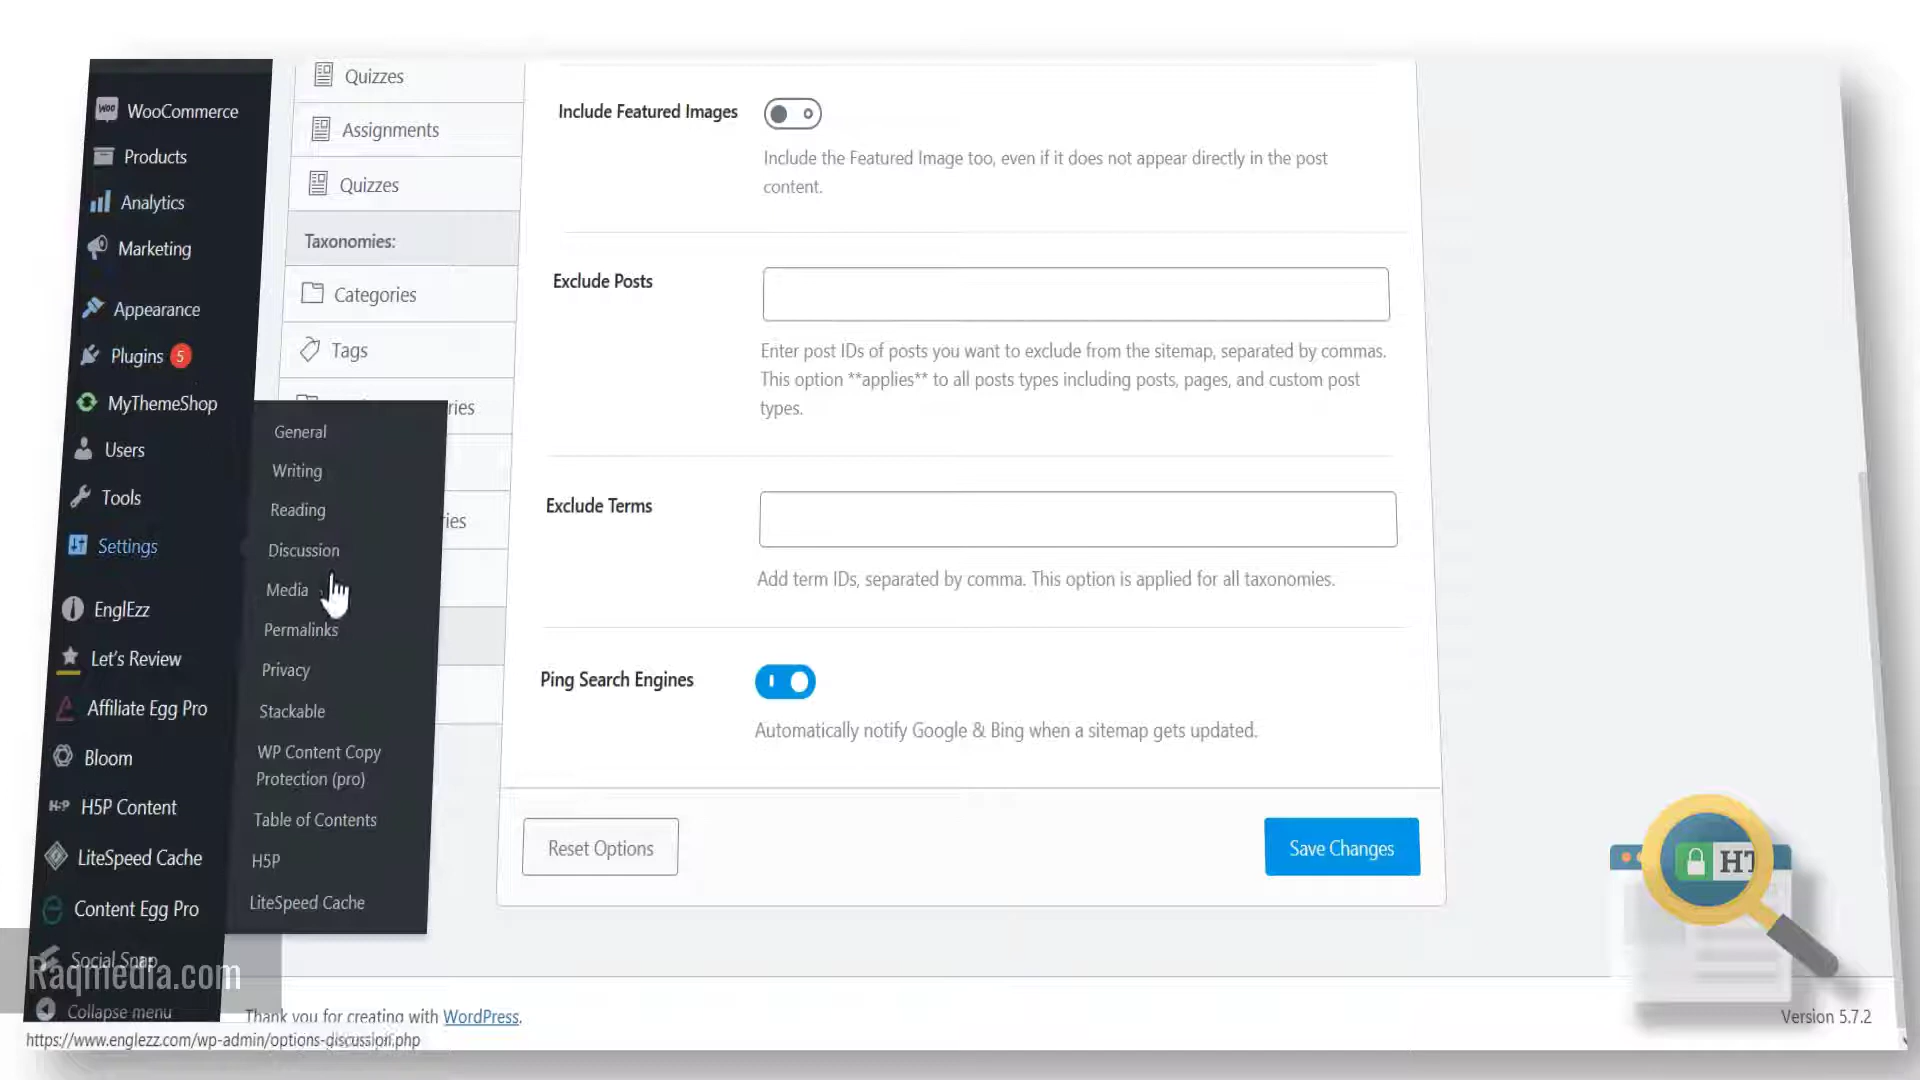 WooCommerce
Products
Analytics
Marketing
Appearance
Plugins 5
MyThemeShop
Users
Tools
Settings
EnglEzz
Let's Review
Affiliate Egg Pro
Bloom
H5P H5P Content
LiteSpeed Cache
Content Egg Pro
Social Snap
Collapse menu
General
Writing
Reading
Discussion
Media
Permalinks
Privacy
Stackable
WP Content Copy
Protection (pro)
Table of Contents
H5P
LiteSpeed Cache
Quizzes
Assignments
Quizzes
Taxonomies:
Categories
Tags
Include Featured Images
Include the Featured Image too, even if it does not appear directly in the post
content.
Exclude Posts
Enter post IDs of posts you want to exclude from the sitemap, separated by commas.
This option **applies** to all posts types including posts, pages, and custom post
types.
Exclude Terms
Add term IDs, separated by comma. This option is applied for all taxonomies.
Ping Search Engines
Automatically notify Google & Bing when a sitemap gets updated.
Reset Options
Save Changes
Raqmedia.com
Thank you for creating with WordPress.
Version 5.7.2
https://www.englezz.com/wp-admin/options-discussion.php